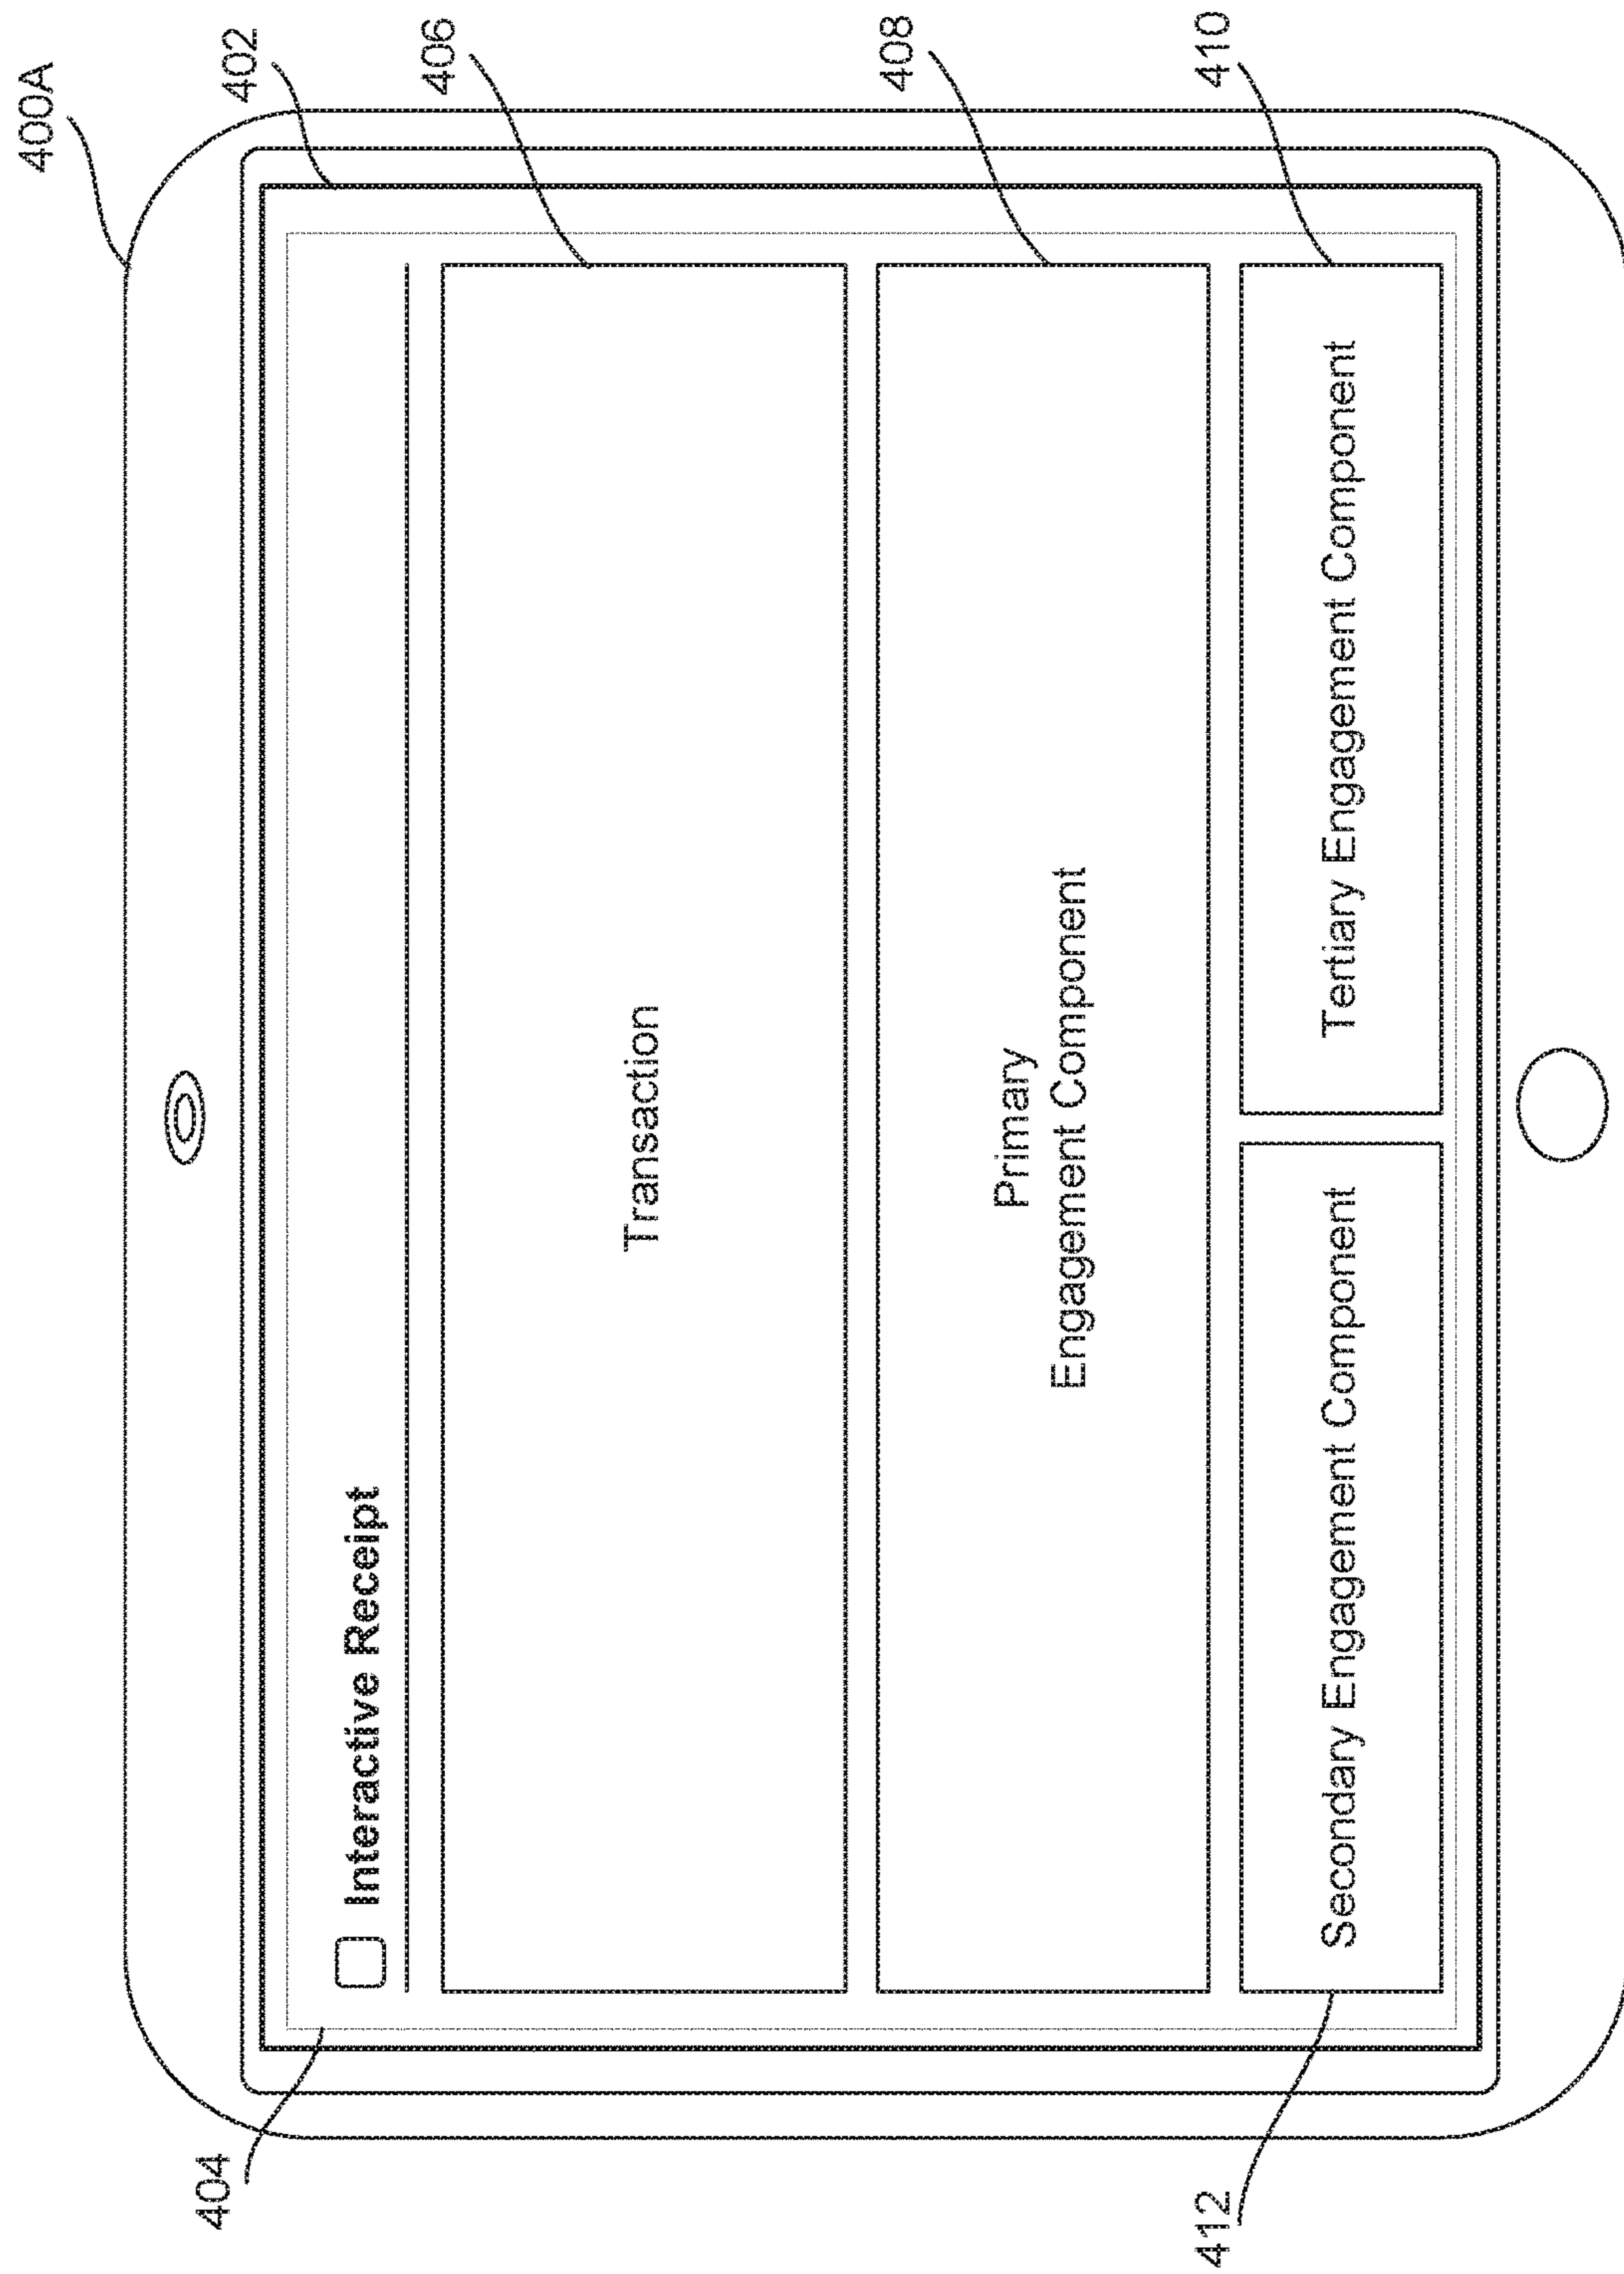 400A
402
406
408
410
404
412
Interactive Receipt
Transaction
Primary
Engagement Component
Secondary Engagement Component
Tertiary Engagement Component